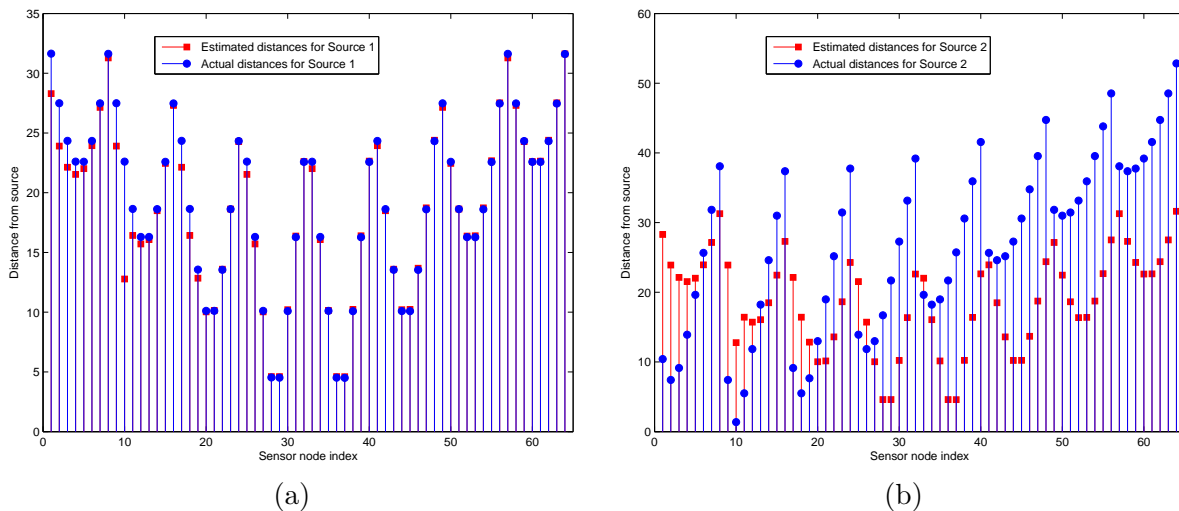 35
30
25
20
15
10
5
0
Distance from source
Estimated distances for Source 1
Actual distances for Source 1
0 10 20 30 40 50 60
Sensor node index
(a)
60
50
40
30
20
10
0
Distance from source
Estimated distances for Source 2
Actual distances for Source 2
0 10 20 30 40 50 60
Sensor node index
(b)